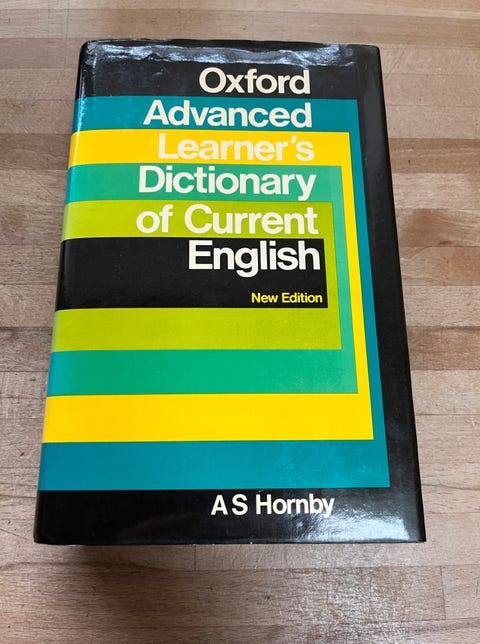 Oxford
Advanced
Learner's
Dictionary
of Current
English
New Edition
A S Hornby